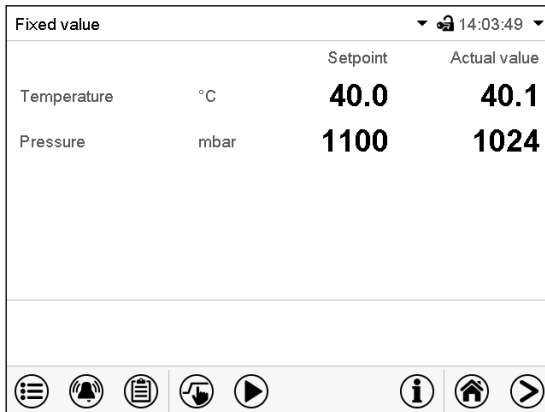 Fixed value 14:03:49
Setpoint Actual value
Temperature °C 40.0 40.1
Pressure mbar 1100 1024